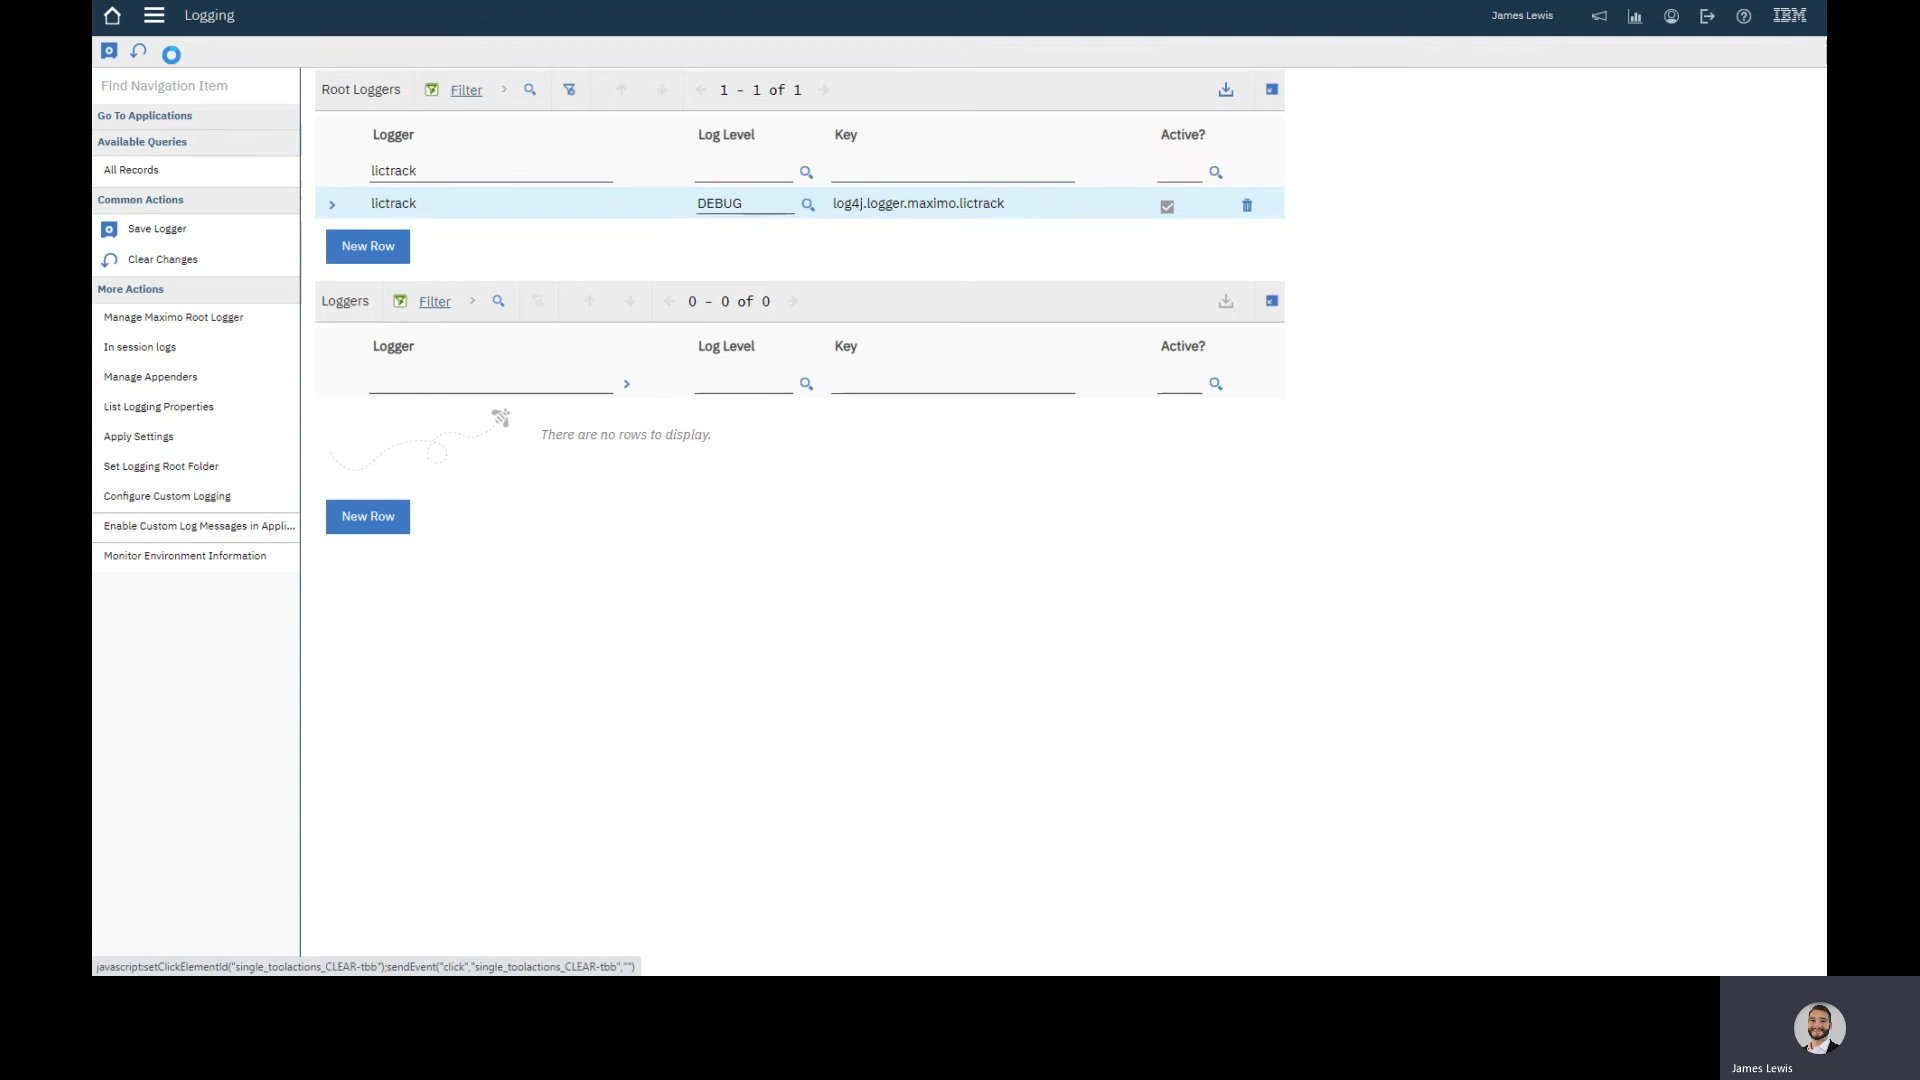 Logging
James Lewis
IBM
Find Navigation Item
Go To Applications
Available Queries
All Records
Common Actions
Save Logger
Clear Changes
More Actions
Manage Maximo Root Logger
In session logs
Manage Appenders
List Logging Properties
Apply Settings
Set Logging Root Folder
Configure Custom Logging
Enable Custom Log Messages in Appli...
Monitor Environment Information
Root Loggers Filter 1 - 1 of 1
Logger Log Level Key Active?
lictrack
lictrack DEBUG log4j.logger.maximo.lictrack
New Row
Loggers Filter 0 - 0 of 0
Logger Log Level Key Active?
There are no rows to display.
New Row
javascript:setClickElementId("single_toolactions_CLEAR-tbb");sendEvent("click","single_toolactions_CLEAR-tbb","")
James Lewis